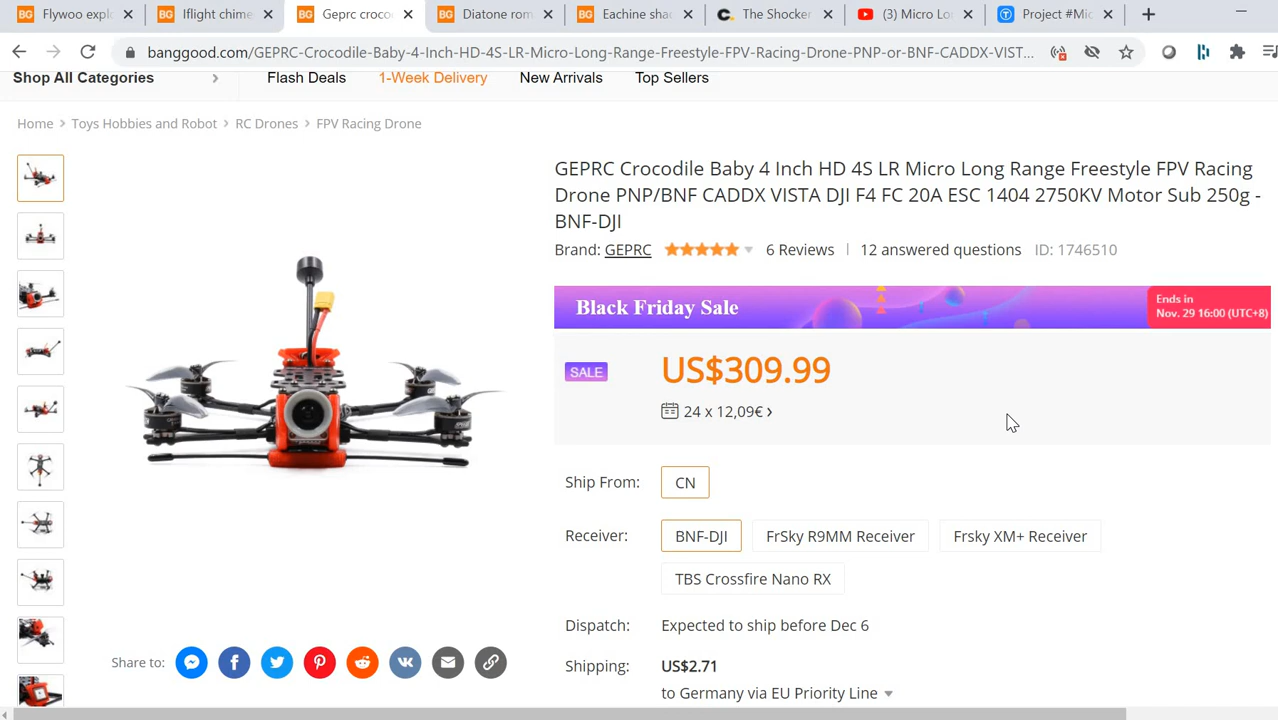 Flywoo explo
Iflight chime
Geprc croco
Diatone rom
Eachine sha
The Shocker
(3) Micro Lo
Project #Mic
banggood.com/GEPRC-Crocodile-Baby-4-Inch-HD-4S-LR-Micro-Long-Range-Freestyle-FPV-Racing-Drone-PNP-or-BNF-CADDX-VIST...
Shop All Categories
Flash Deals
1-Week Delivery
New Arrivals
Top Sellers
Home > Toys Hobbies and Robot > RC Drones > FPV Racing Drone
GEPRC Crocodile Baby 4 Inch HD 4S LR Micro Long Range Freestyle FPV Racing
Drone PNP/BNF CADDX VISTA DJI F4 FC 20A ESC 1404 2750KV Motor Sub 250g -
BNF-DJI
Brand: GEPRC 6 Reviews 12 answered questions ID: 1746510
Black Friday Sale
Ends in
Nov. 29 16:00 (UTC+8)
SALE US$309.99
24 x 12,09€ >
Ship From: CN
Receiver: BNF-DJI FrSky R9MM Receiver Frsky XM+ Receiver
TBS Crossfire Nano RX
Dispatch: Expected to ship before Dec 6
Share to:
Shipping: US$2.71
to Germany via EU Priority Line